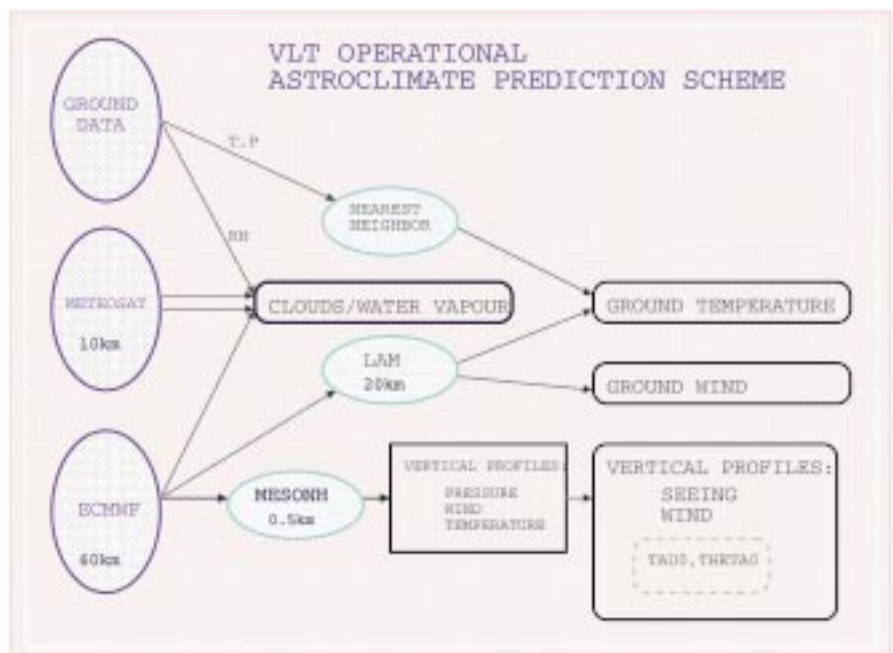 VLT OPERATIONAL
ASTROCLIMATE PREDICTION SCHEME
GROUND
DATA
T.P
NEAREST
NEIGHBOR
RH
METEOSAT
10km
CLOUDS/WATER VAPOUR
GROUND TEMPERATURE
LAM
20km
GROUND WIND
ECMWF
60km
MESONH
0.5km
VERTICAL PROFILES:
PRESSURE
WIND
TEMPERATURE
VERTICAL PROFILES:
SEEING
WIND
TAU0,THETA0